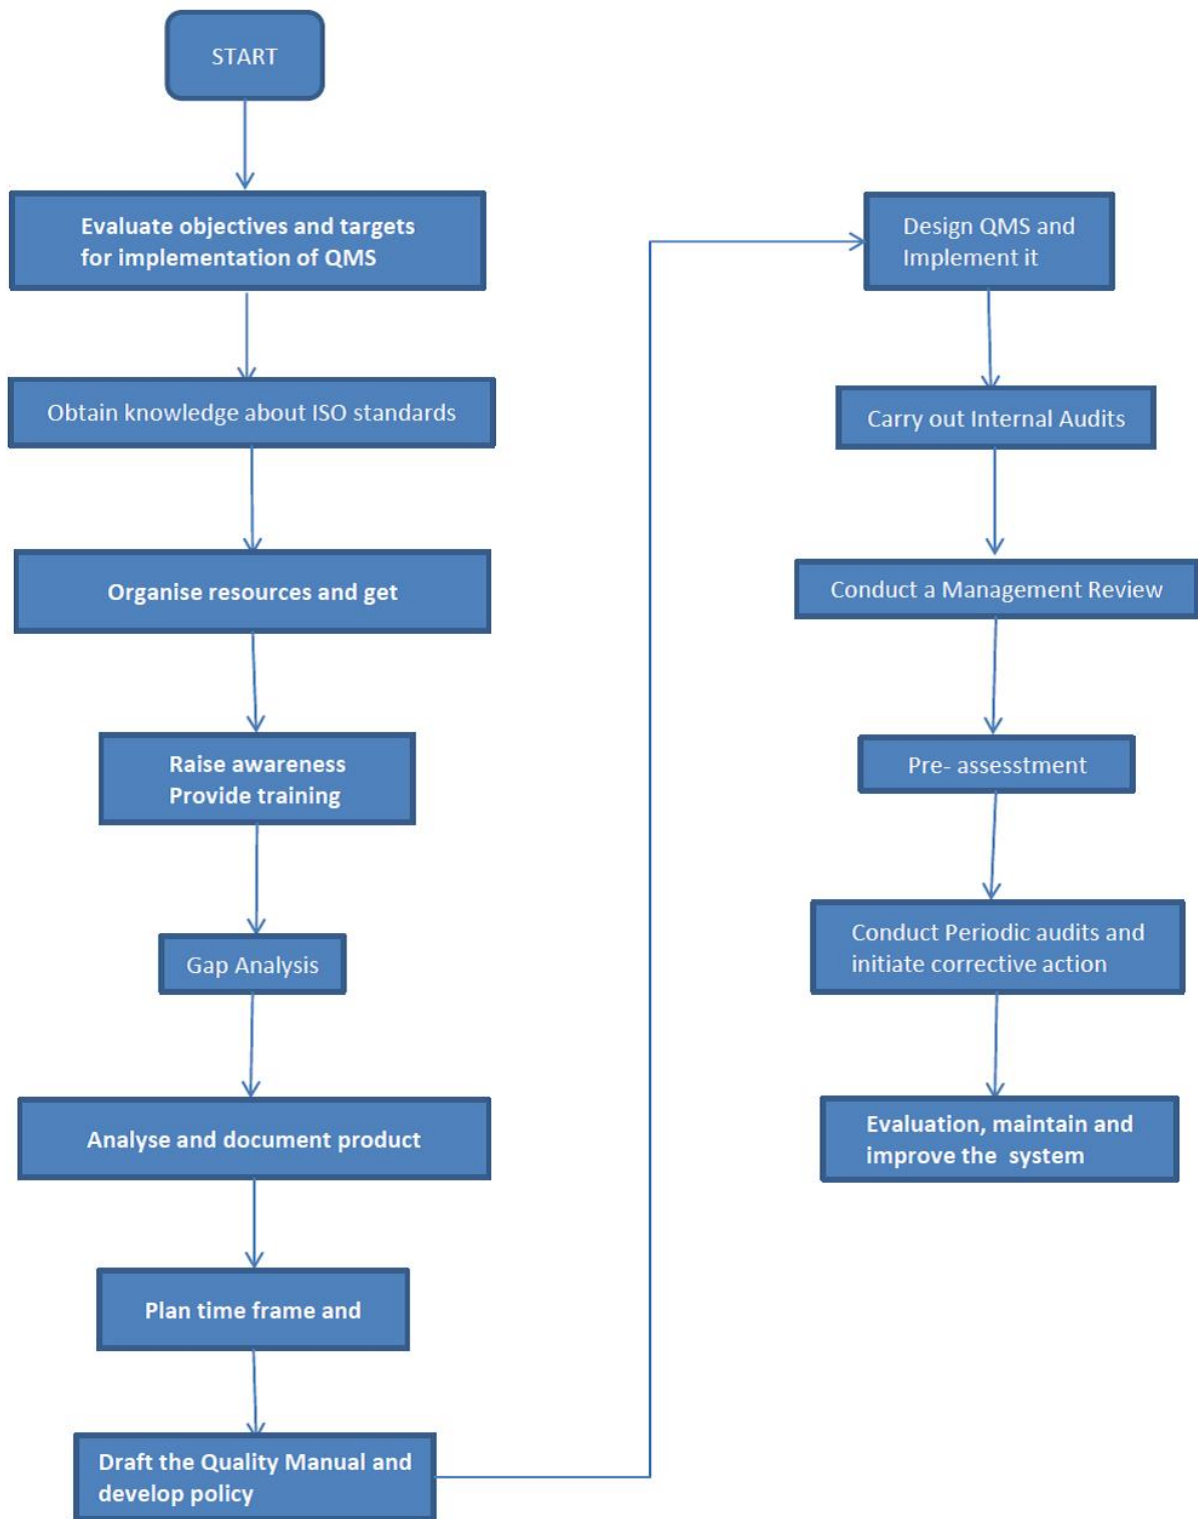 START
Evaluate objectives and targets
for implementation of QMS
Obtain knowledge about ISO standards
Organise resources and get
Raise awareness
Provide training
Gap Analysis
Analyse and document product
Plan time frame and
Draft the Quality Manual and
develop policy
Design QMS and
Implement it
Carry out Internal Audits
Conduct a Management Review
Pre- assesstment
Conduct Periodic audits and
initiate corrective action
Evaluation, maintain and
improve the  system